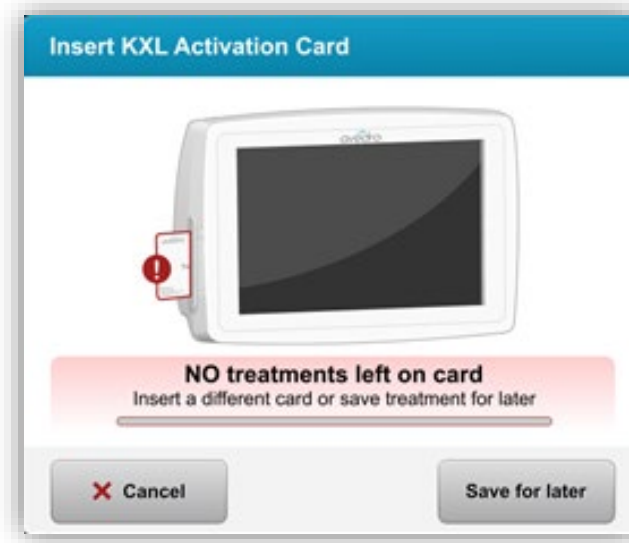 Insert KXL Activation Card
avedro
NO treatments left on card
Insert a different card or save treatment for later
Cancel
Save for later